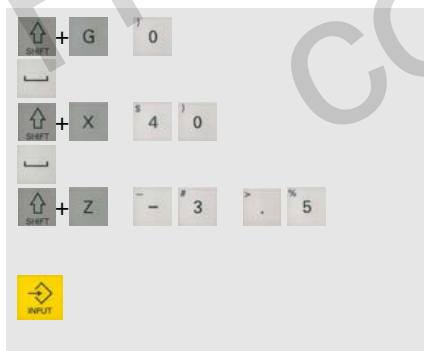 SHIFT + G ) 0
SHIFT + X $ 4 ) 0
SHIFT + Z _ - # 3 > . % 5
INPUT